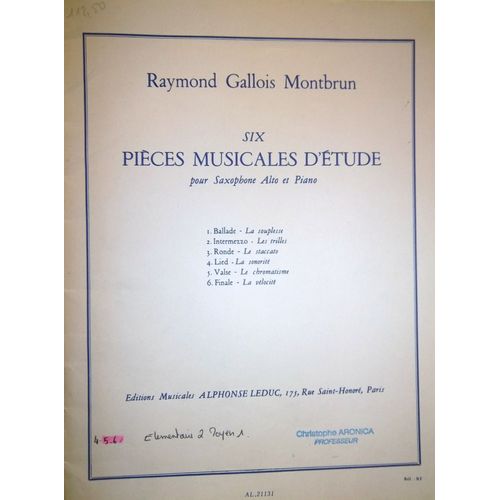 112,50
Raymond Gallois Montbrun
SIX
PIÈCES MUSICALES D'ÉTUDE
pour Saxophone Alto et Piano
1. Ballade - La souplesse
2. Intermezzo - Les trilles
3. Ronde - Le staccato
4. Lied - La sonorité
5. Valse - Le chromatisme
6. Finale - La vélocité
Editions Musicales ALPHONSE LEDUC, 175, Rue Saint-Honoré, Paris
4.5.6.
Elementaire 2 Moyen 1.
Christophe ARONICA
PROFESSEUR
AL.21131